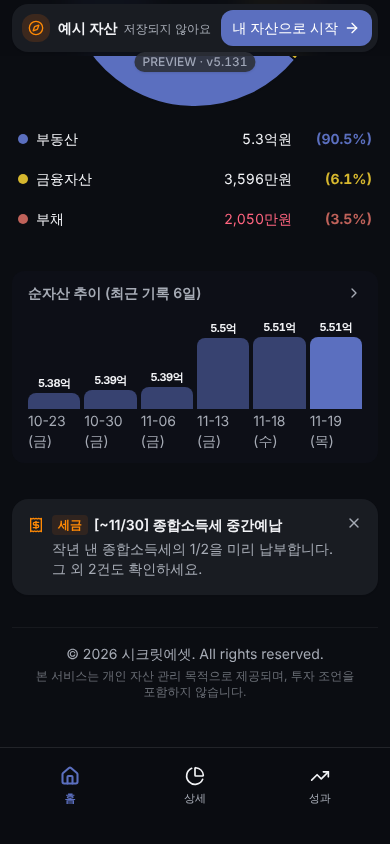 예시 자산 저장되지 않아요 내 자산으로 시작
PREVIEW · v5.131
부동산 5.3억원 (90.5%)
금융자산 3,596만원 (6.1%)
부채 2,050만원 (3.5%)
순자산 추이 (최근 기록 6일)
5.38억 5.39억 5.39억 5.5억 5.51억 5.51억
10-23 10-30 11-06 11-13 11-18 11-19
(금) (금) (금) (금) (수) (목)
세금 [~11/30] 종합소득세 중간예납
작년 낸 종합소득세의 1/2을 미리 납부합니다.
그 외 2건도 확인하세요.
© 2026 시크릿에셋. All rights reserved.
본 서비스는 개인 자산 관리 목적으로 제공되며, 투자 조언을
포함하지 않습니다.
홈 상세 성과